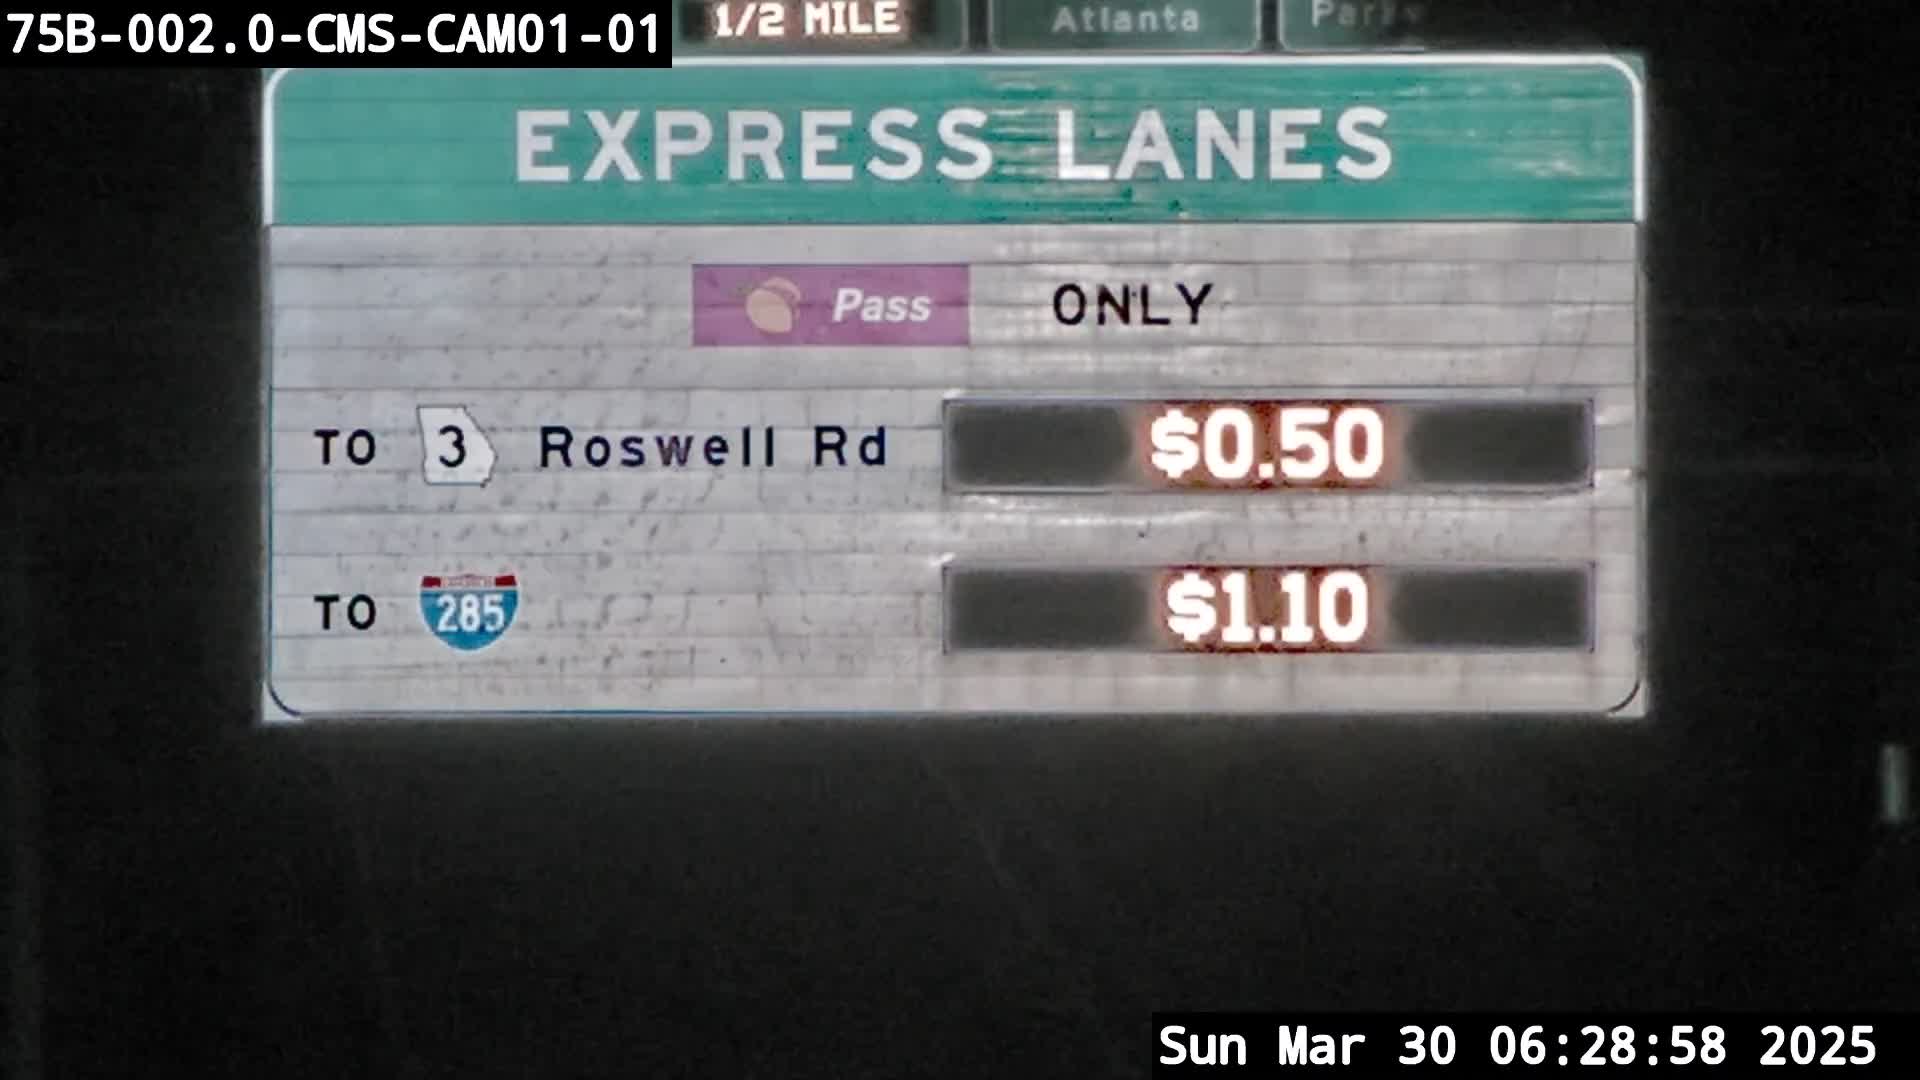 75B-002.0-CMS-CAM01-01
1/2 MILE
Atlanta
EXPRESS LANES
Pass ONLY
TO 3 Roswell Rd $0.50
TO 285 $1.10
Sun Mar 30 06:28:58 2025